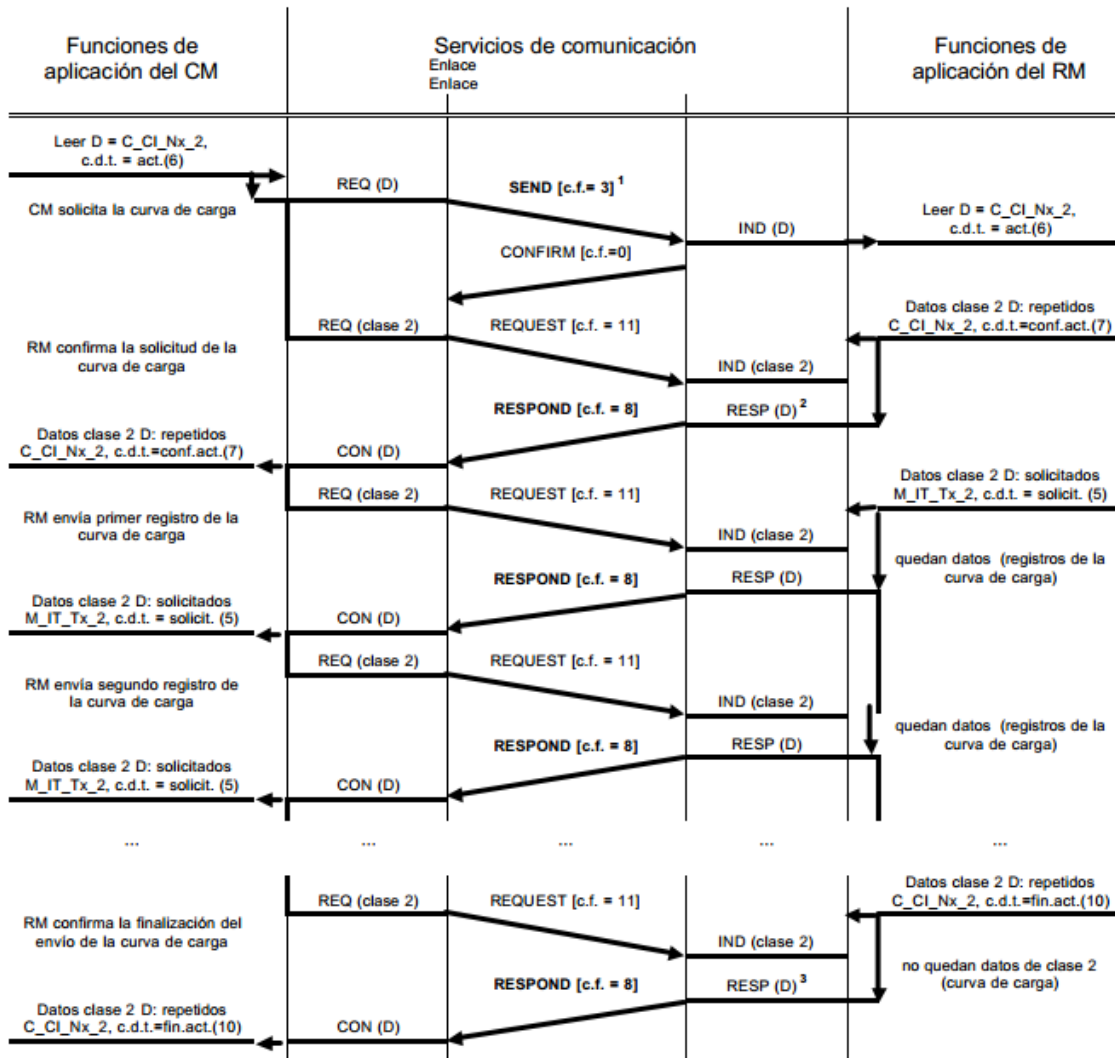 Funciones de
aplicación del CM
Servicios de comunicación
Enlace
Enlace
Funciones de
aplicación del RM
Leer D = C_CI_Nx_2,
c.d.t. = act.(6)
REQ (D)
SEND [c.f.= 3] 1
CM solicita la curva de carga
IND (D)
Leer D = C_CI_Nx_2,
c.d.t. = act.(6)
CONFIRM [c.f.=0]
REQ (clase 2)
REQUEST [c.f. = 11]
Datos clase 2 D: repetidos
C_CI_Nx_2, c.d.t.=conf.act.(7)
RM confirma la solicitud de la
curva de carga
IND (clase 2)
RESPOND [c.f. = 8]
RESP (D) 2
Datos clase 2 D: repetidos
C_CI_Nx_2, c.d.t.=conf.act.(7)
CON (D)
REQ (clase 2)
REQUEST [c.f. = 11]
Datos clase 2 D: solicitados
M_IT_Tx_2, c.d.t. = solicit. (5)
RM envía primer registro de la
curva de carga
IND (clase 2)
quedan datos (registros de la
curva de carga)
RESPOND [c.f. = 8]
RESP (D)
Datos clase 2 D: solicitados
M_IT_Tx_2, c.d.t. = solicit. (5)
CON (D)
REQ (clase 2)
REQUEST [c.f. = 11]
RM envía segundo registro de
la curva de carga
IND (clase 2)
quedan datos (registros de la
curva de carga)
RESPOND [c.f. = 8]
RESP (D)
Datos clase 2 D: solicitados
M_IT_Tx_2, c.d.t. = solicit. (5)
CON (D)
...
...
...
...
...
REQ (clase 2)
REQUEST [c.f. = 11]
Datos clase 2 D: repetidos
C_CI_Nx_2, c.d.t.=fin.act.(10)
RM confirma la finalización del
envío de la curva de carga
IND (clase 2)
no quedan datos de clase 2
(curva de carga)
RESPOND [c.f. = 8]
RESP (D) 3
Datos clase 2 D: repetidos
C_CI_Nx_2, c.d.t.=fin.act.(10)
CON (D)